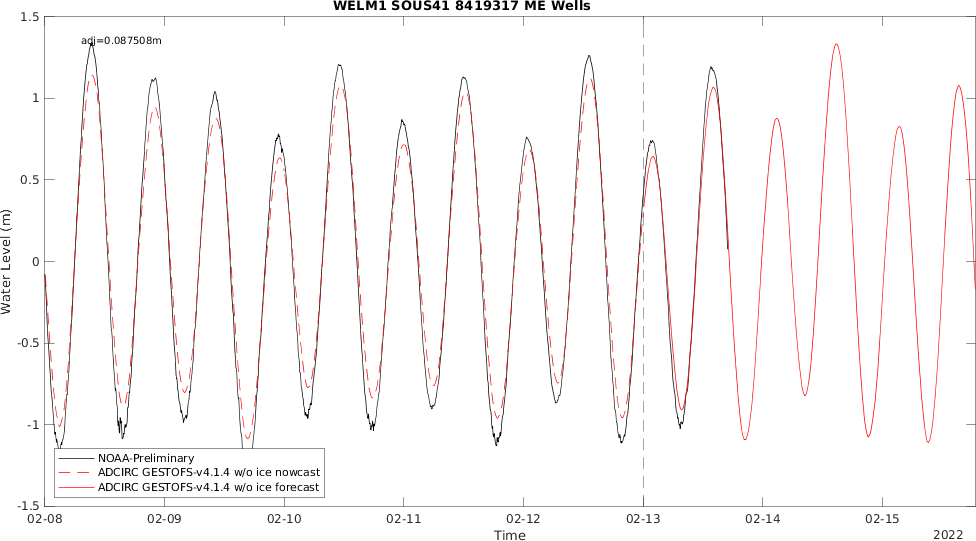 WELM1 SOUS41 8419317 ME Wells
adj=0.087508m
1.5
1
0.5
0
-0.5
-1
-1.5
Water Level (m)
NOAA-Preliminary
ADCIRC GESTOFS-v4.1.4 w/o ice nowcast
ADCIRC GESTOFS-v4.1.4 w/o ice forecast
02-08 02-09 02-10 02-11 02-12 02-13 02-14 02-15
Time
2022